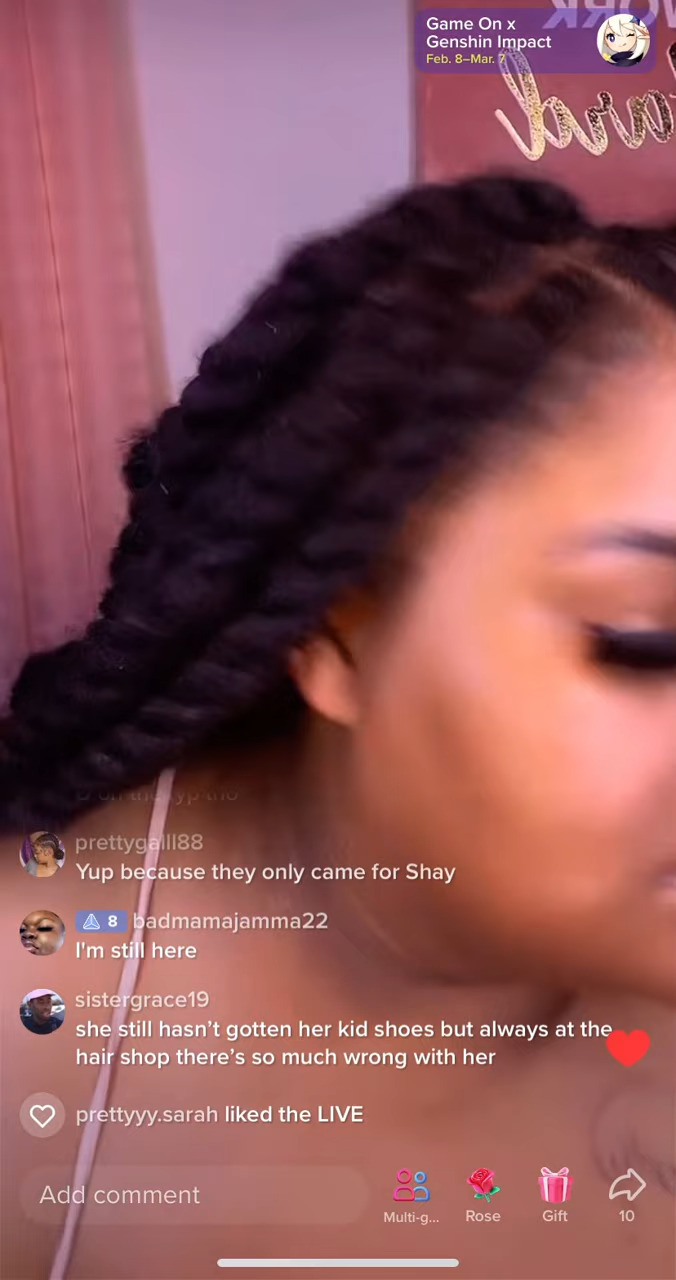 Game On x
Genshin Impact
Feb. 8–Mar. 7
WORK
prettygalll88
Yup because they only came for Shay
8 badmamajamma22
I'm still here
sistergrace19
she still hasn't gotten her kid shoes but always at the
hair shop there's so much wrong with her
prettyyy.sarah liked the LIVE
Add comment
Multi-g...
Rose
Gift
10